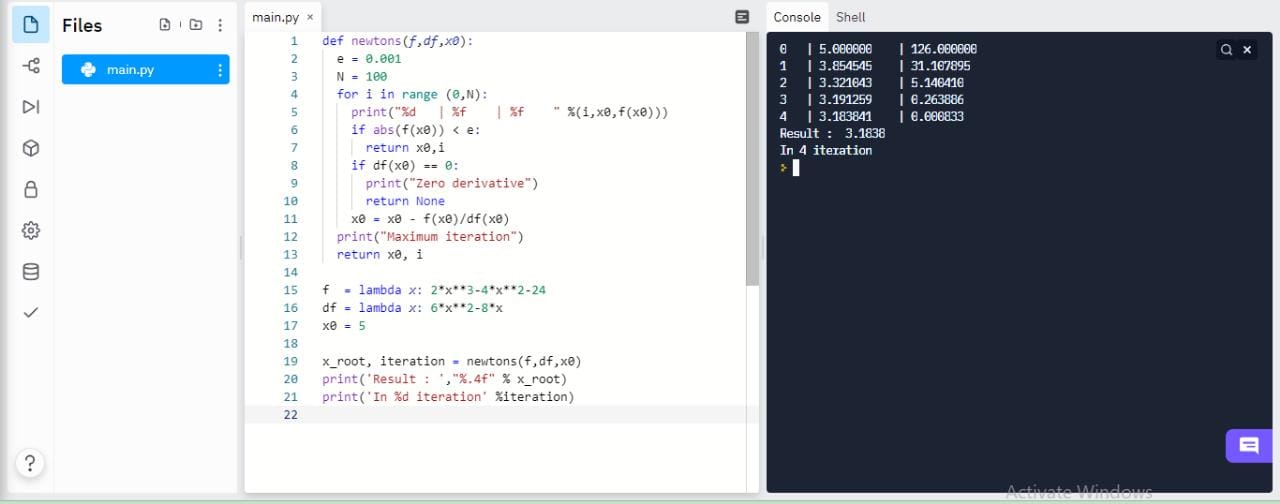 Files
main.py
main.py ×
1 def newtons(f,df,x0):
2   e = 0.001
3   N = 100
4   for i in range (0,N):
5     print("%d   | %f    | %f    " %(i,x0,f(x0)))
6     if abs(f(x0)) < e:
7       return x0,i
8     if df(x0) == 0:
9       print("Zero derivative")
10       return None
11     x0 = x0 - f(x0)/df(x0)
12   print("Maximum iteration")
13   return x0, i
14
15 f  = lambda x: 2*x**3-4*x**2-24
16 df = lambda x: 6*x**2-8*x
17 x0 = 5
18
19 x_root, iteration = newtons(f,df,x0)
20 print('Result : ',"%.4f" % x_root)
21 print('In %d iteration' %iteration)
22
?
Console Shell
0   | 5.000000    | 126.000000
1   | 3.854545    | 31.107895
2   | 3.321043    | 5.140410
3   | 3.191259    | 0.263886
4   | 3.183841    | 0.000833
Result :  3.1838
In 4 iteration
Activate Windows